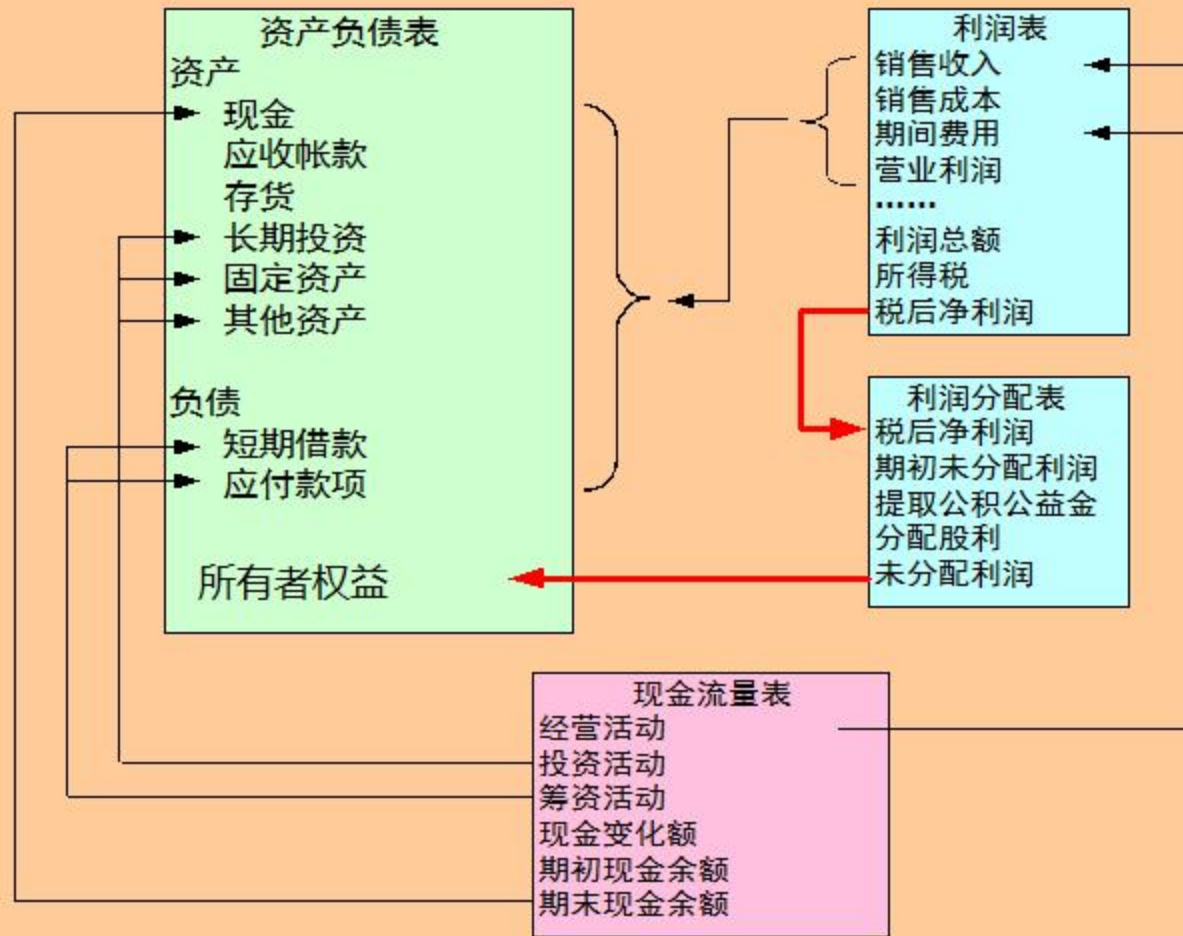 资产负债表
资产
现金
应收帐款
存货
长期投资
固定资产
其他资产
负债
短期借款
应付款项
所有者权益
利润表
销售收入
销售成本
期间费用
营业利润
……
利润总额
所得税
税后净利润
利润分配表
税后净利润
期初未分配利润
提取公积公益金
分配股利
未分配利润
现金流量表
经营活动
投资活动
筹资活动
现金变化额
期初现金余额
期末现金余额